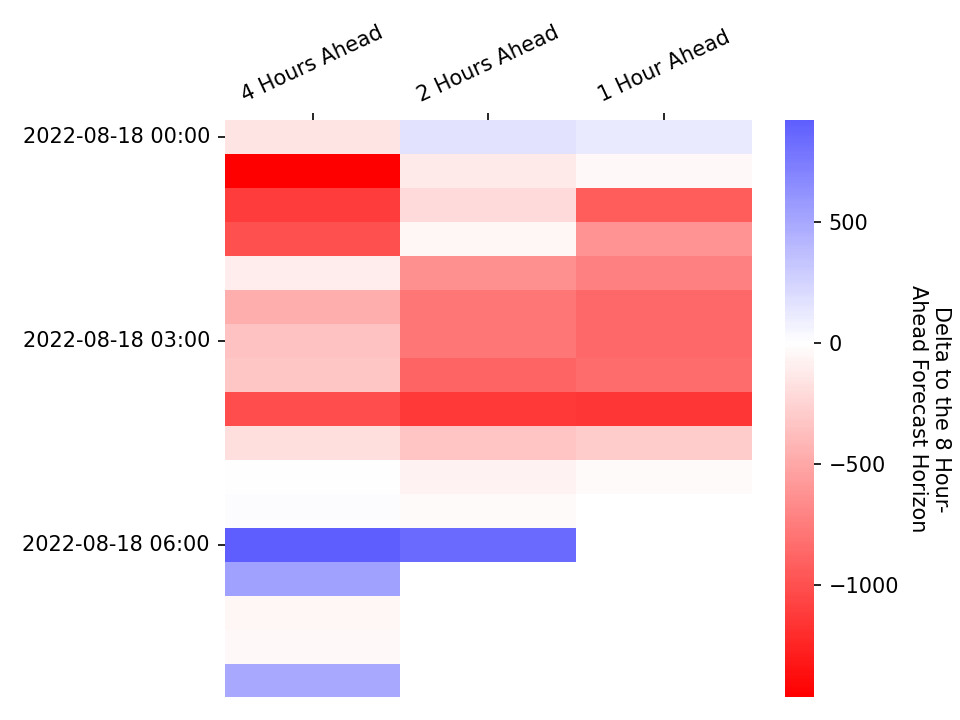 4 Hours Ahead
2 Hours Ahead
1 Hour Ahead
2022-08-18 00:00
2022-08-18 03:00
2022-08-18 06:00
500
0
−500
−1000
Delta to the 8 Hour-
Ahead Forecast Horizon